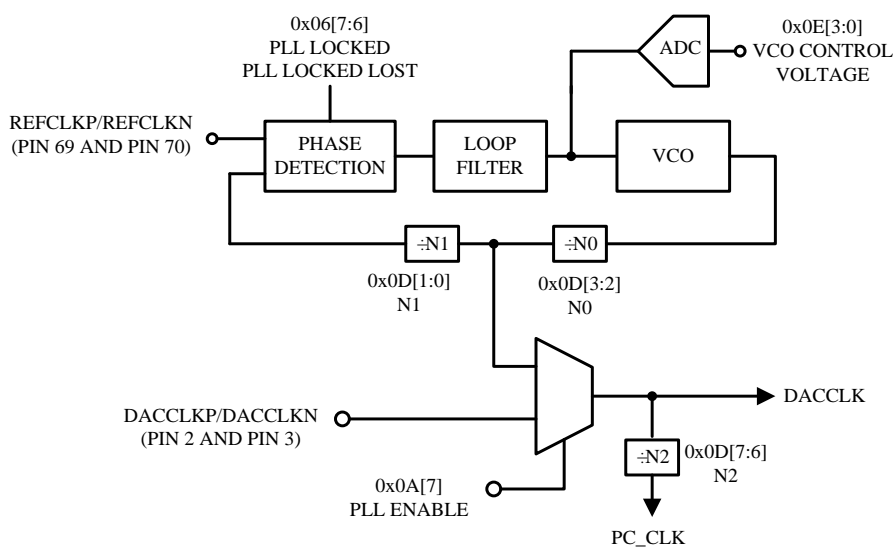 0x06[7:6]
PLL LOCKED
PLL LOCKED LOST
0x0E[3:0]
VCO CONTROL
VOLTAGE
ADC
REFCLKP/REFCLKN
(PIN 69 AND PIN 70)
PHASE
DETECTION
LOOP
FILTER
VCO
÷N1
÷N0
0x0D[1:0]
N1
0x0D[3:2]
N0
DACCLKP/DACCLKN
(PIN 2 AND PIN 3)
DACCLK
÷N2
0x0D[7:6]
N2
0x0A[7]
PLL ENABLE
PC_CLK